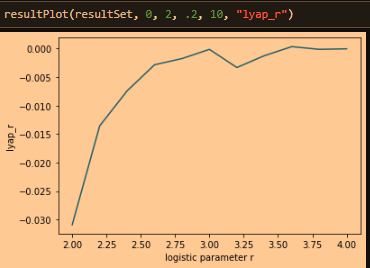 resultPlot(resultSet, 0, 2, .2, 10, "lyap_r")
0.000
−0.005
−0.010
−0.015
−0.020
−0.025
−0.030
lyap_r
2.00 2.25 2.50 2.75 3.00 3.25 3.50 3.75 4.00
logistic parameter r